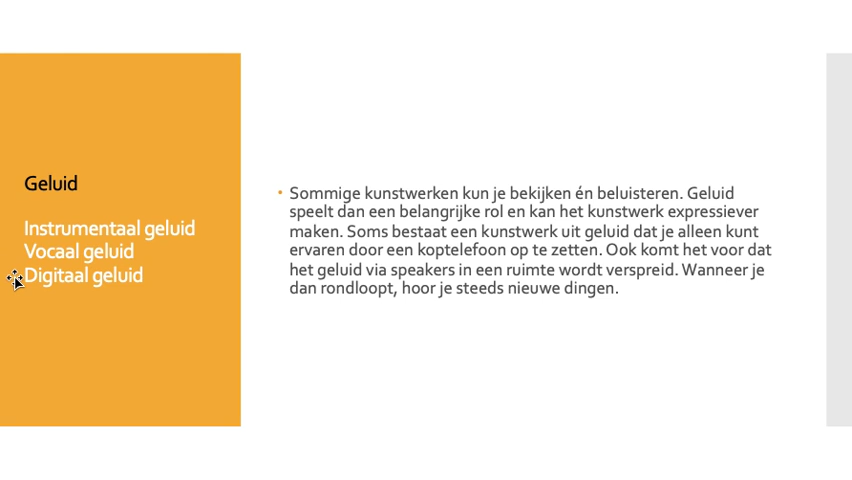 Geluid
Instrumentaal geluid
Vocaal geluid
Digitaal geluid
• Sommige kunstwerken kun je bekijken én beluisteren. Geluid
speelt dan een belangrijke rol en kan het kunstwerk expressiever
maken. Soms bestaat een kunstwerk uit geluid dat je alleen kunt
ervaren door een koptelefoon op te zetten. Ook komt het voor dat
het geluid via speakers in een ruimte wordt verspreid. Wanneer je
dan rondloopt, hoor je steeds nieuwe dingen.